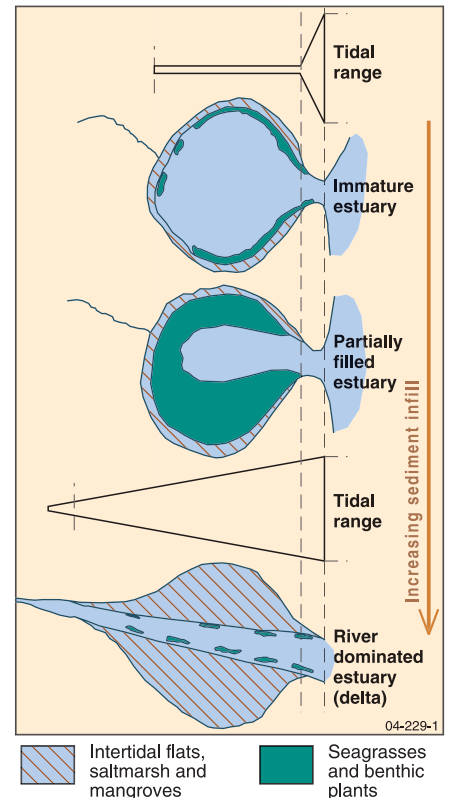 Tidal
range
Immature
estuary
Partially
filled
estuary
Increasing sediment infill
Tidal
range
River
dominated
estuary
(delta)
04-229-1
Intertidal flats,
saltmarsh and
mangroves
Seagrasses
and benthic
plants